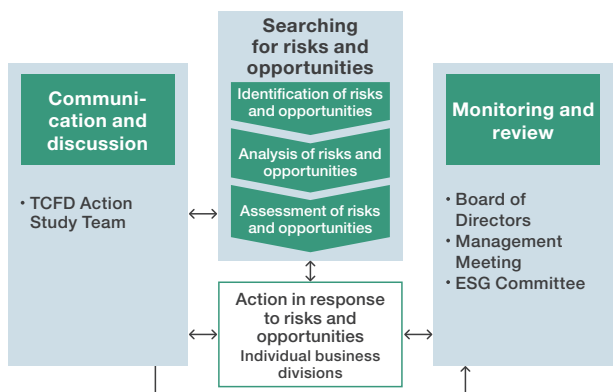 Searching
for risks and
opportunities
Identification of risks
and opportunities
Analysis of risks and
opportunities
Assessment of risks
and opportunities
Communi-
cation and
discussion
• TCFD Action
Study Team
Action in response
to risks and
opportunities
Individual business
divisions
Monitoring and
review
• Board of
Directors
• Management
Meeting
• ESG Committee